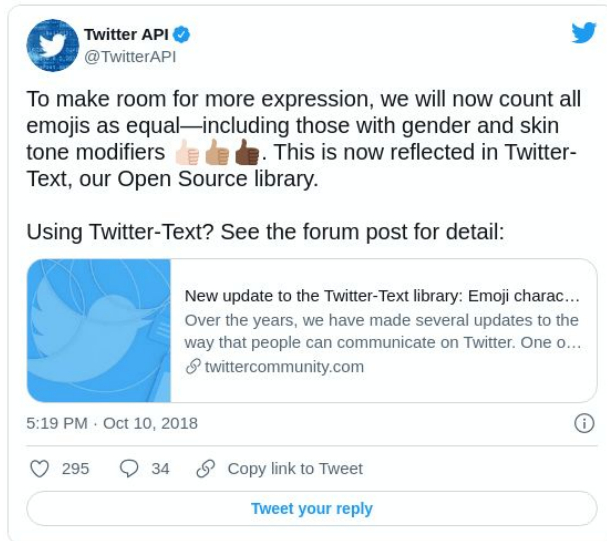 Twitter API
@TwitterAPI
To make room for more expression, we will now count all
emojis as equal—including those with gender and skin
tone modifiers 👍🏻👍🏽👍🏿. This is now reflected in Twitter-
Text, our Open Source library.
Using Twitter-Text? See the forum post for detail:
New update to the Twitter-Text library: Emoji charac...
Over the years, we have made several updates to the
way that people can communicate on Twitter. One o...
twittercommunity.com
5:19 PM · Oct 10, 2018
295 34 Copy link to Tweet
Tweet your reply